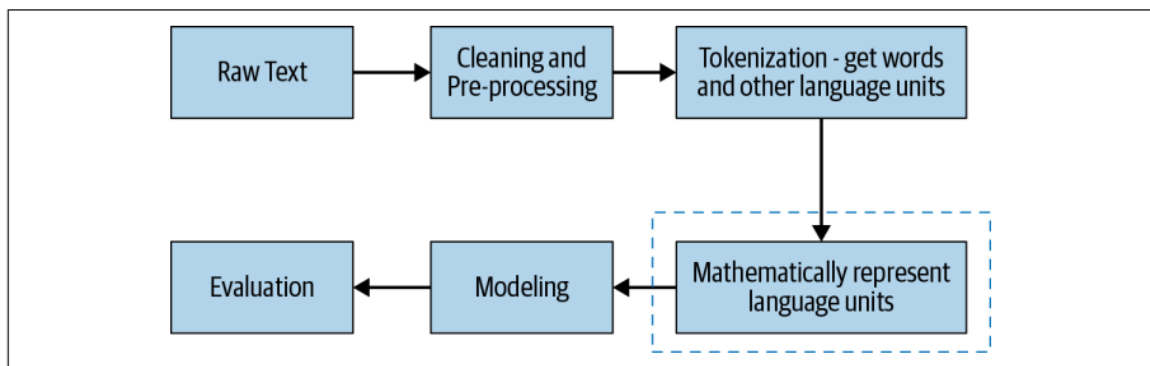 Raw Text
Cleaning and
Pre-processing
Tokenization - get words
and other language units
Mathematically represent
language units
Modeling
Evaluation